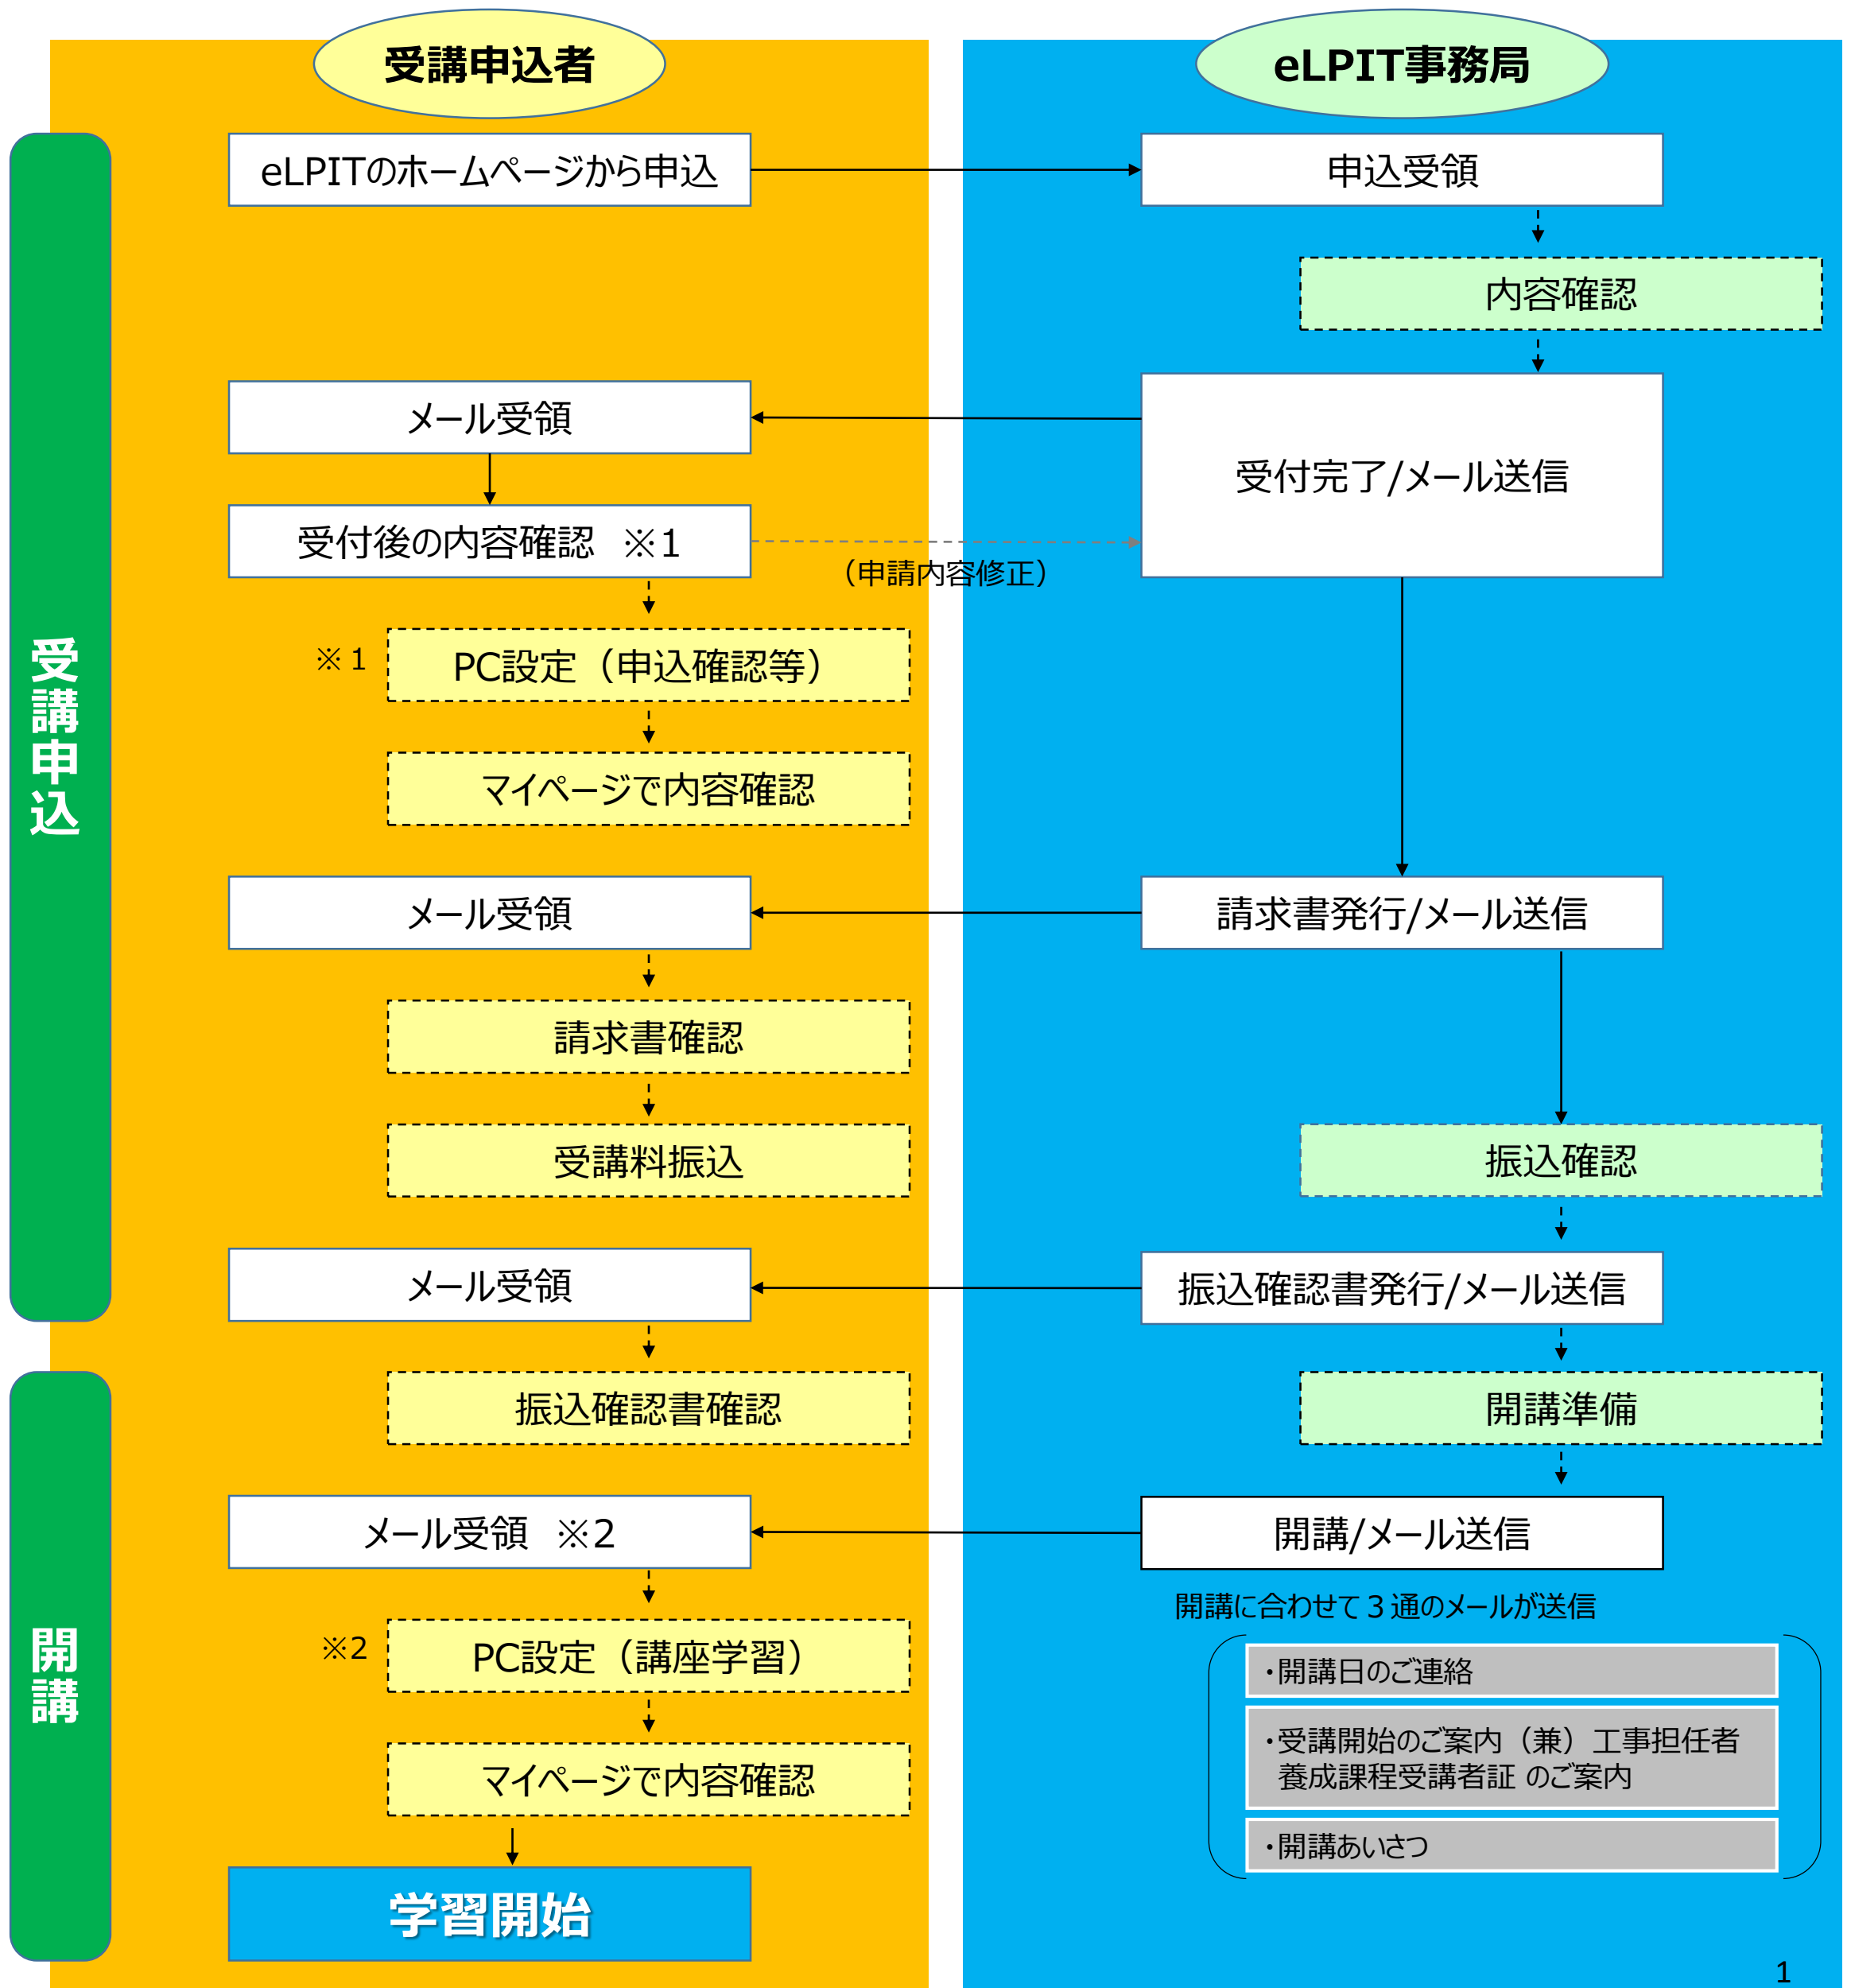 受講申込者
eLPIT事務局
受講申込
eLPITのホームページから申込
申込受領
内容確認
メール受領
受付完了/メール送信
受付後の内容確認　※1
（申請内容修正）
※１
PC設定（申込確認等）
マイページで内容確認
メール受領
請求書発行/メール送信
請求書確認
受講料振込
振込確認
メール受領
振込確認書発行/メール送信
開講
振込確認書確認
開講準備
メール受領　※2
開講/メール送信
開講に合わせて３通のメールが送信
※2
PC設定（講座学習）
・開講日のご連絡
・受講開始のご案内（兼）工事担任者
養成課程受講者証 のご案内
マイページで内容確認
・開講あいさつ
学習開始
1